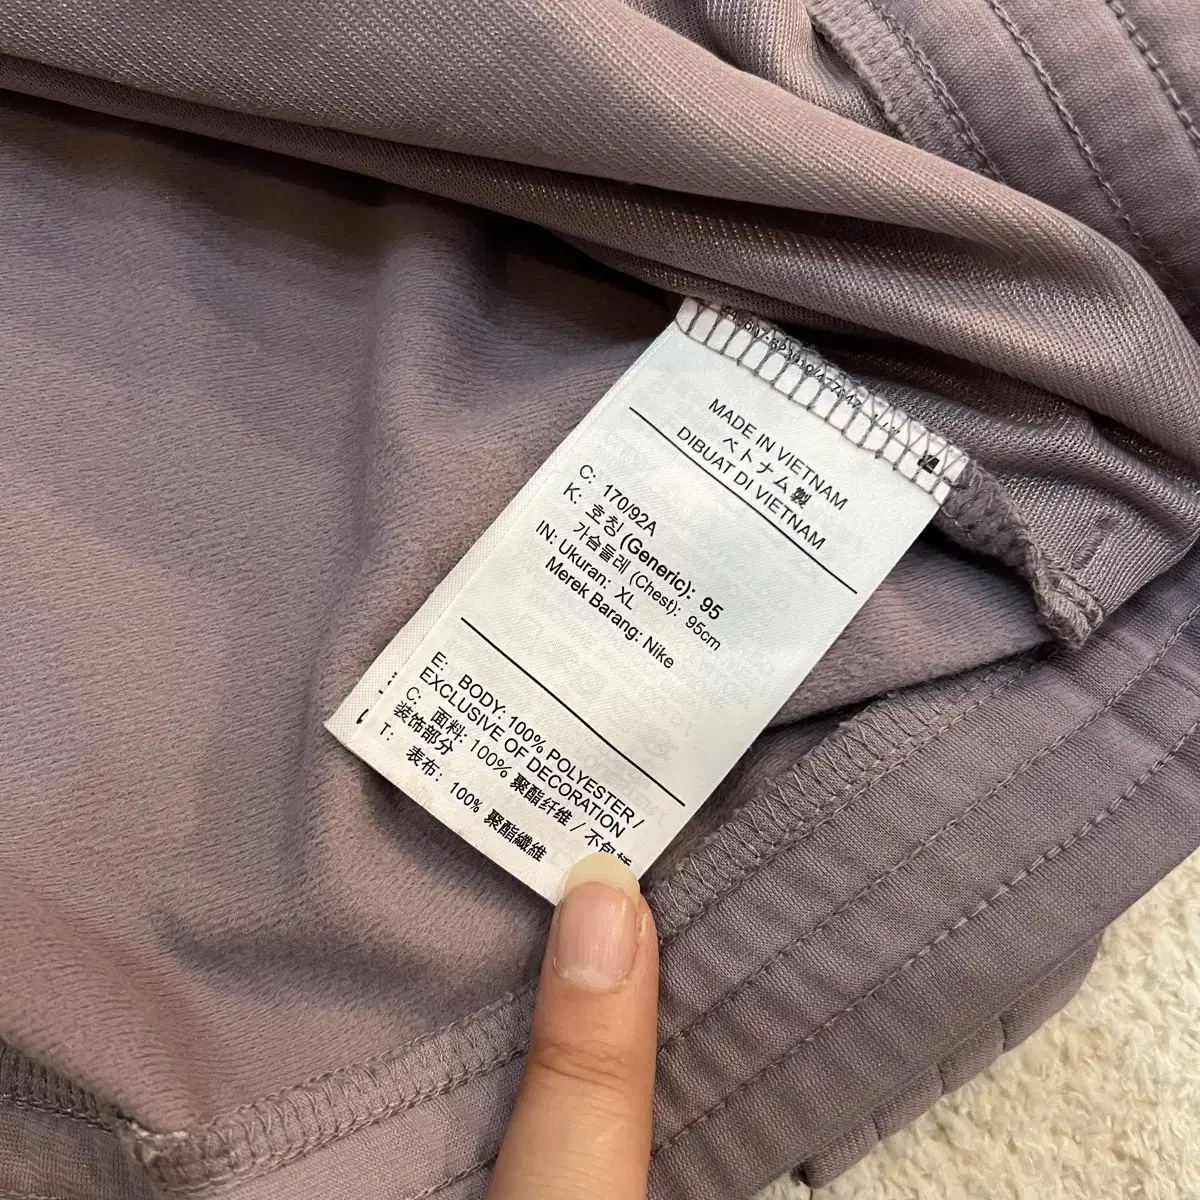 MADE IN VIETNAM
ベトナム製
DIBUAT DI VIETNAM
C: 170/92A
K: 호칭 (Generic): 95
가슴둘레 (Chest): 95cm
IN: Ukuran: XL
Merek Barang: Nike
E: BODY: 100% POLYESTER /
EXCLUSIVE OF DECORATION
C: 面料: 100% 聚酯纤维 / 不包括
装饰部分
T: 表布: 100% 聚酯纖維